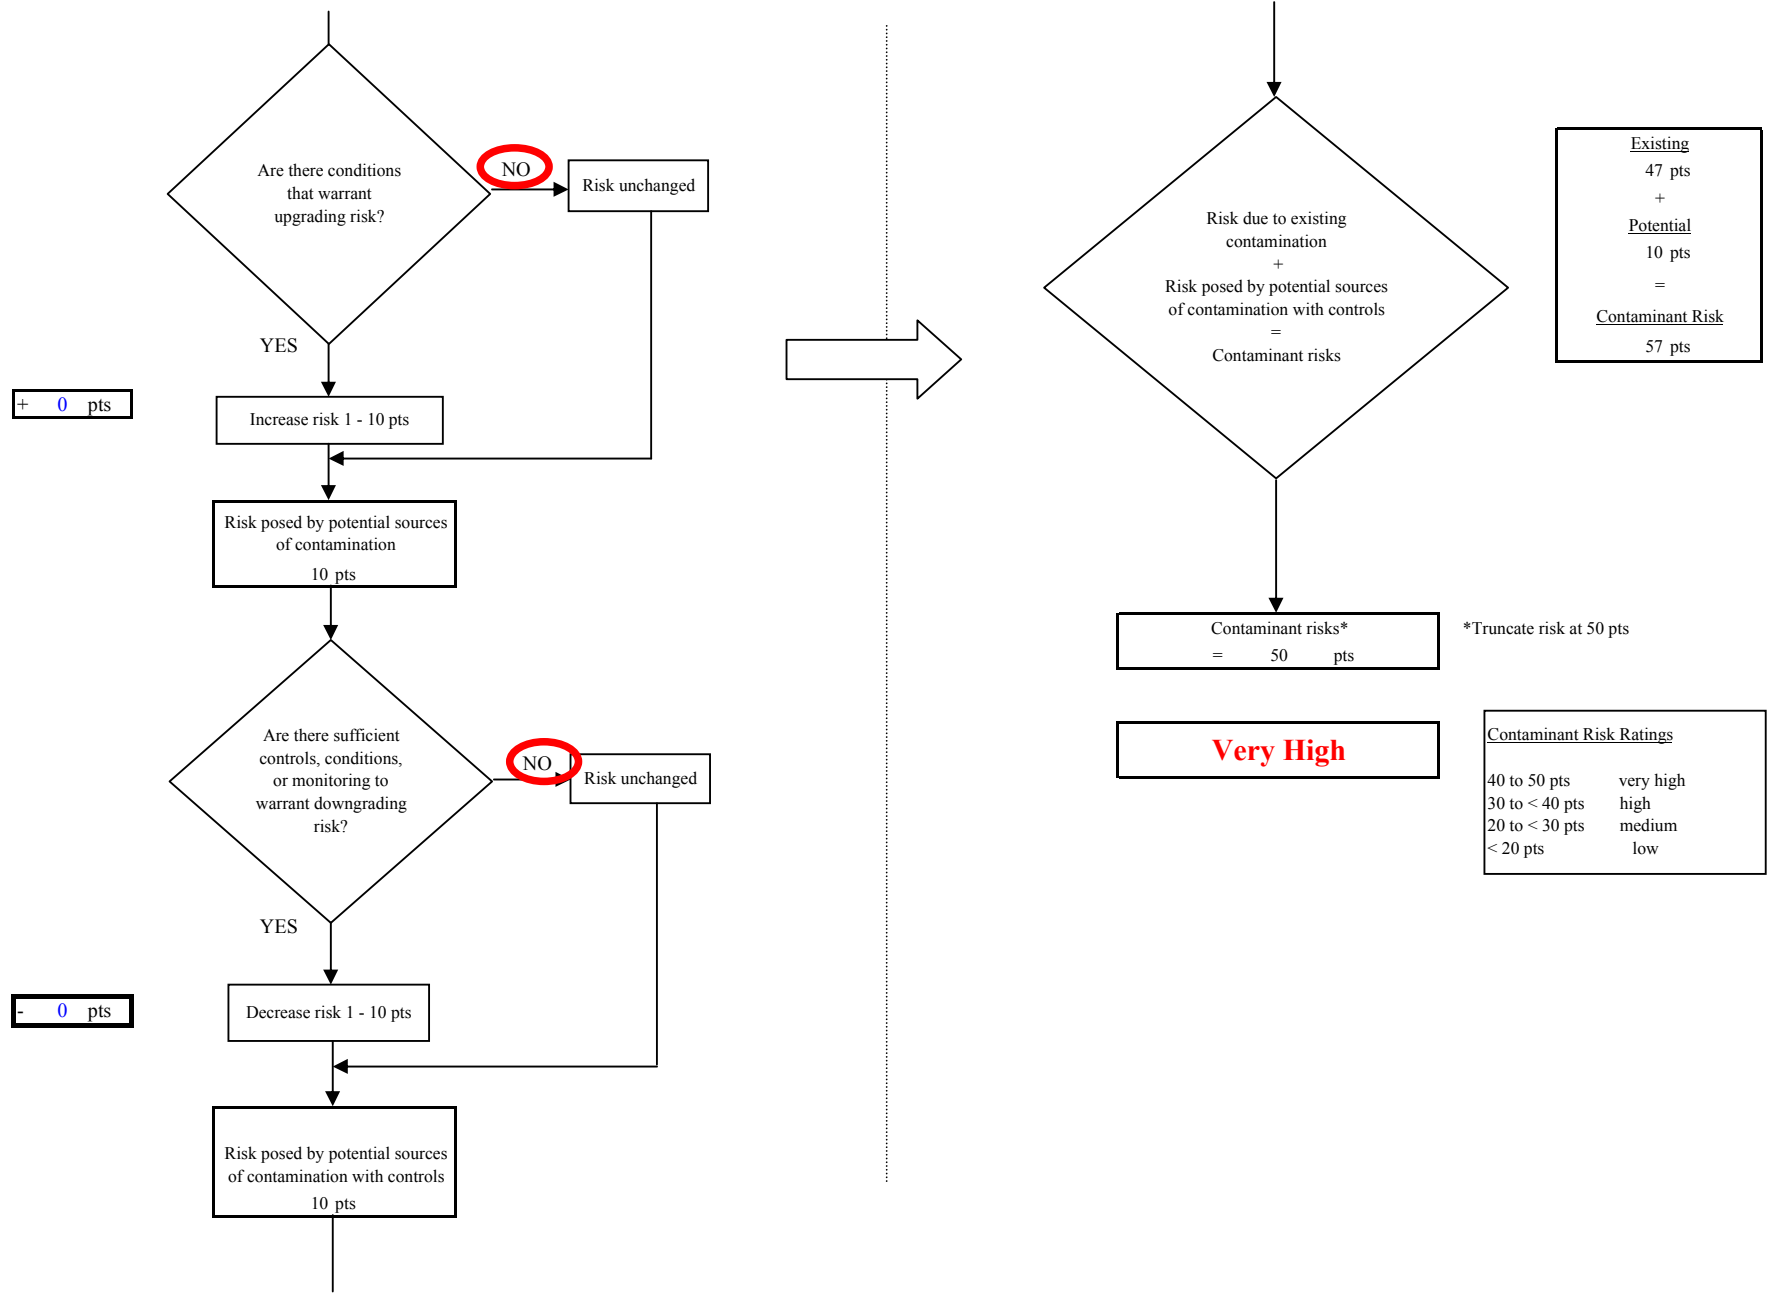 Are there conditions
that warrant
upgrading risk?
NO
Risk unchanged
YES
+ 0 pts
Increase risk 1 - 10 pts
Risk posed by potential sources
of contamination
10 pts
Are there sufficient
controls, conditions,
or monitoring to
warrant downgrading
risk?
NO
Risk unchanged
YES
- 0 pts
Decrease risk 1 - 10 pts
Risk posed by potential sources
of contamination with controls
10 pts
Risk due to existing
contamination
+
Risk posed by potential sources
of contamination with controls
=
Contaminant risks
Existing
47 pts
+
Potential
10 pts
=
Contaminant Risk
57 pts
Contaminant risks*
= 50 pts
*Truncate risk at 50 pts
Very High
Contaminant Risk Ratings
40 to 50 pts very high
30 to < 40 pts high
20 to < 30 pts medium
< 20 pts low